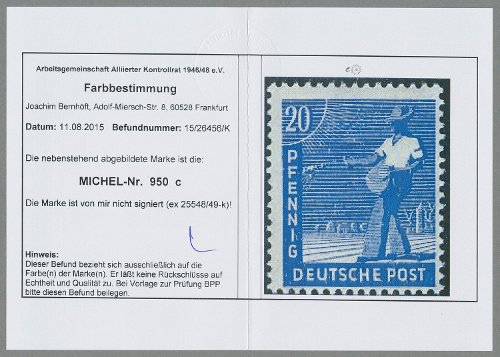 Arbeitsgemeinschaft Alliierter Kontrollrat 1946/48 e.V.
Farbbestimmung
Joachim Bernhöft, Adolf-Miersch-Str. 8, 60528 Frankfurt
Datum: 11.08.2015 Befundnummer: 15/26456/K
Die nebenstehend abgebildete Marke ist die:
MICHEL-Nr. 950 c
Die Marke ist von mir nicht signiert (ex 25548/49-k)!
Hinweis:
Dieser Befund bezieht sich ausschließlich auf die
Farbe(n) der Marke(n). Er läßt keine Rückschlüsse auf
Echtheit und Qualität zu. Bei Vorlage zur Prüfung BPP
bitte diesen Befund beilegen.
20
PFENNIG
DEUTSCHE POST